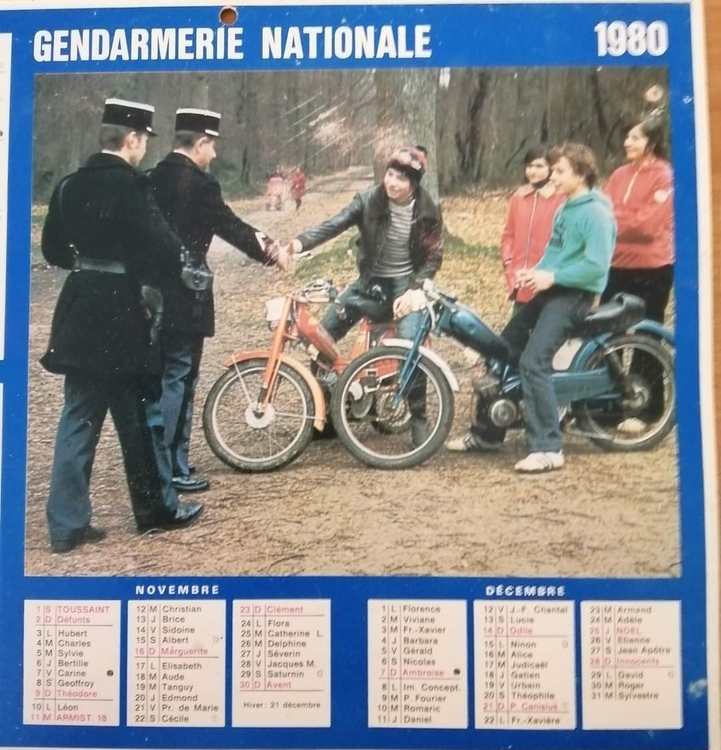 GENDARMERIE NATIONALE 1980
NOVEMBRE
1 S TOUSSAINT
2 D Défunts
3 L Hubert
4 M Charles
5 M Sylvie
6 J Bertille
7 V Carine
8 S Geoffroy
9 D Théodore
10 L Léon
11 M ARMIST. 18
12 M Christian
13 J Brice
14 V Sidoine
15 S Albert
16 D Marguerite
17 L Elisabeth
18 M Aude
19 M Tanguy
20 J Edmond
21 V Pr. de Marie
22 S Cécile
23 D Clément
24 L Flora
25 M Catherine L.
26 M Delphine
27 J Séverin
28 V Jacques M.
29 S Saturnin
30 D Avent
Hiver: 21 décembre
DÉCEMBRE
1 L Florence
2 M Viviane
3 M Fr.-Xavier
4 J Barbara
5 V Gérald
6 S Nicolas
7 D Ambroise
8 L Im. Concept.
9 M P. Fourier
10 M Romaric
11 J Daniel
12 V J.-F. Chantal
13 S Lucie
14 D Odile
15 L Ninon
16 M Alice
17 M Judicaël
18 J Gatien
19 V Urbain
20 S Théophile
21 D P. Canisius
22 L Fr.-Xavière
23 M Armand
24 M Adèle
25 J NOËL
26 V Etienne
27 S Jean Apôtre
28 D Innocents
29 L David
30 M Roger
31 M Sylvestre